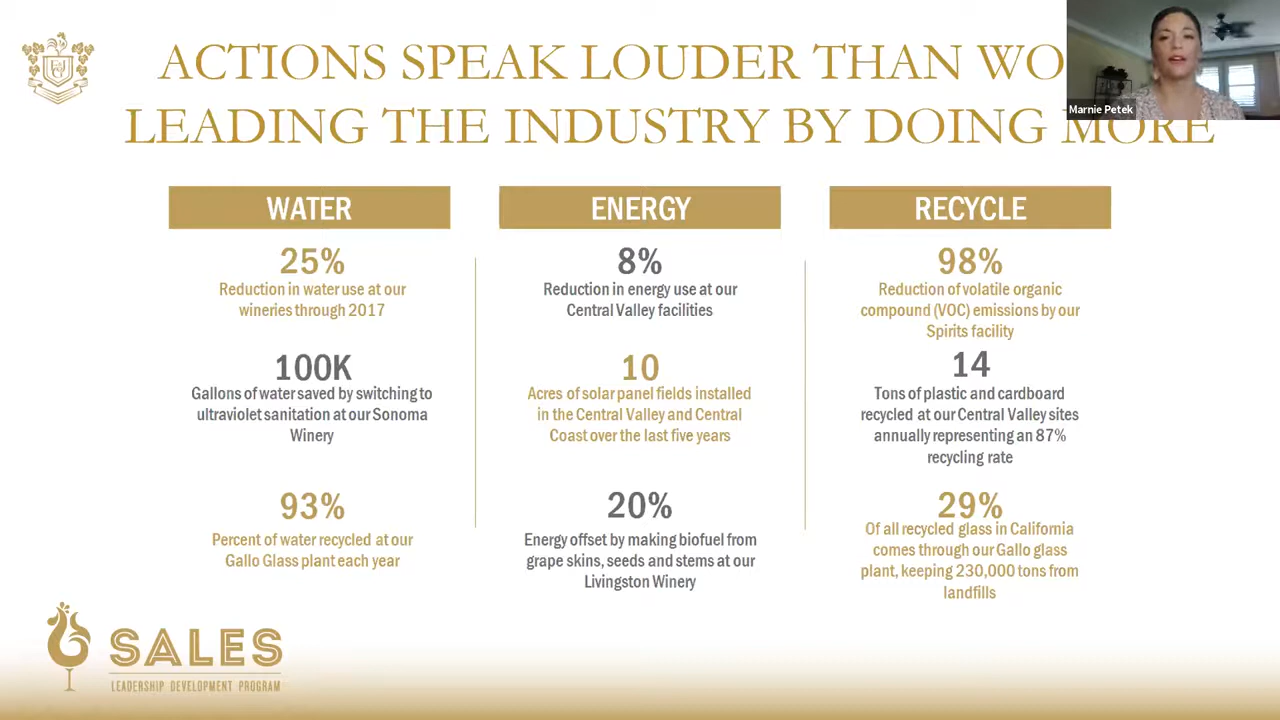 ACTIONS SPEAK LOUDER THAN WO
LEADING THE INDUSTRY BY DOING MORE
Marnie Petek
WATER
25%
Reduction in water use at our
wineries through 2017
100K
Gallons of water saved by switching to
ultraviolet sanitation at our Sonoma
Winery
93%
Percent of water recycled at our
Gallo Glass plant each year
ENERGY
8%
Reduction in energy use at our
Central Valley facilities
10
Acres of solar panel fields installed
in the Central Valley and Central
Coast over the last five years
20%
Energy offset by making biofuel from
grape skins, seeds and stems at our
Livingston Winery
RECYCLE
98%
Reduction of volatile organic
compound (VOC) emissions by our
Spirits facility
14
Tons of plastic and cardboard
recycled at our Central Valley sites
annually representing an 87%
recycling rate
29%
Of all recycled glass in California
comes through our Gallo glass
plant, keeping 230,000 tons from
landfills
SALES
LEADERSHIP DEVELOPMENT PROGRAM